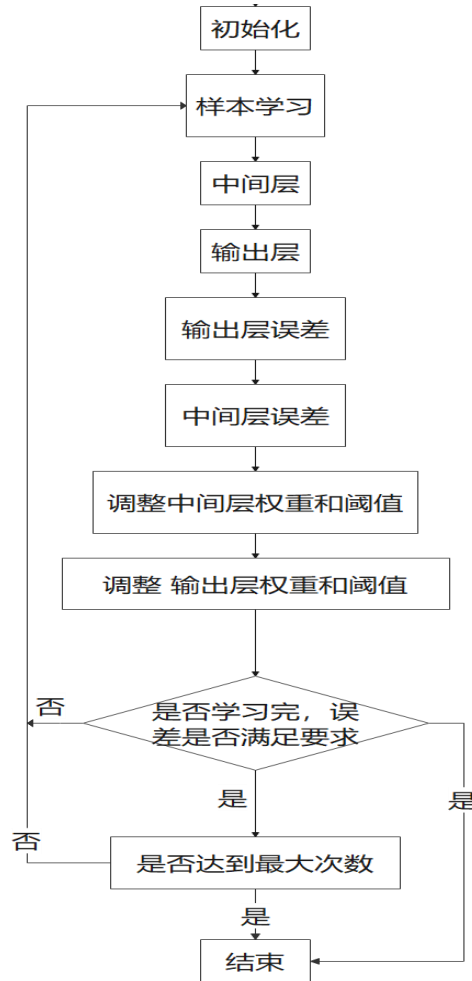 初始化
样本学习
中间层
输出层
输出层误差
中间层误差
调整中间层权重和阈值
调整 输出层权重和阈值
否
是否学习完，误
差是否满足要求
是
是
否
是否达到最大次数
是
结束